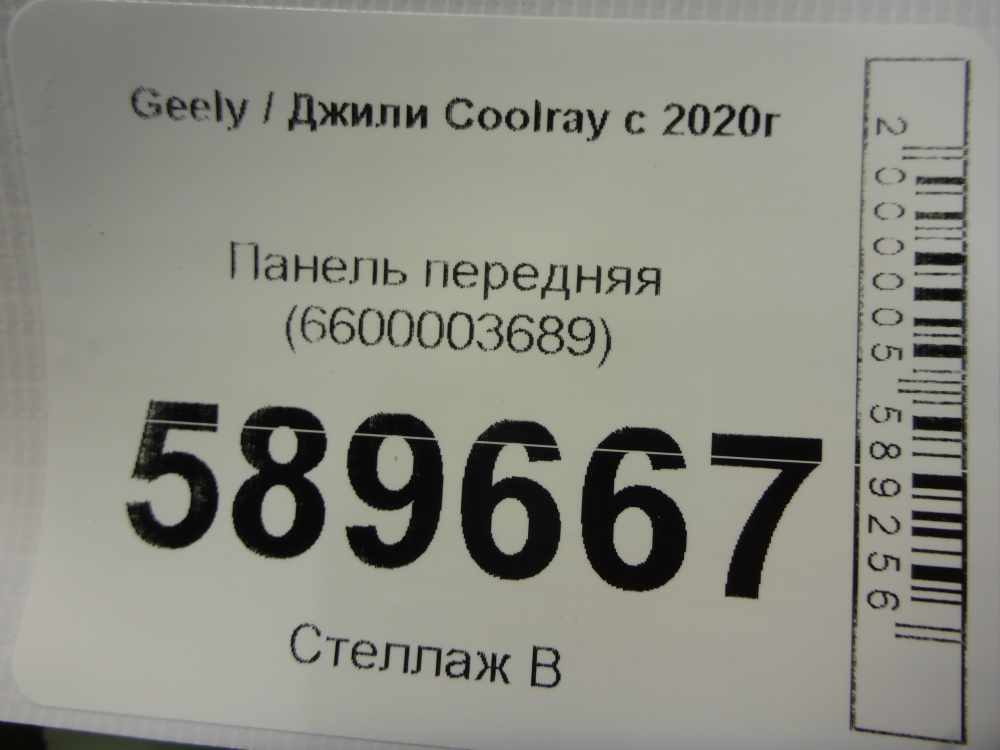 Geely / Джили Coolray с 2020г
Панель передняя
(6600003689)
589667
Стеллаж В
2000005589256